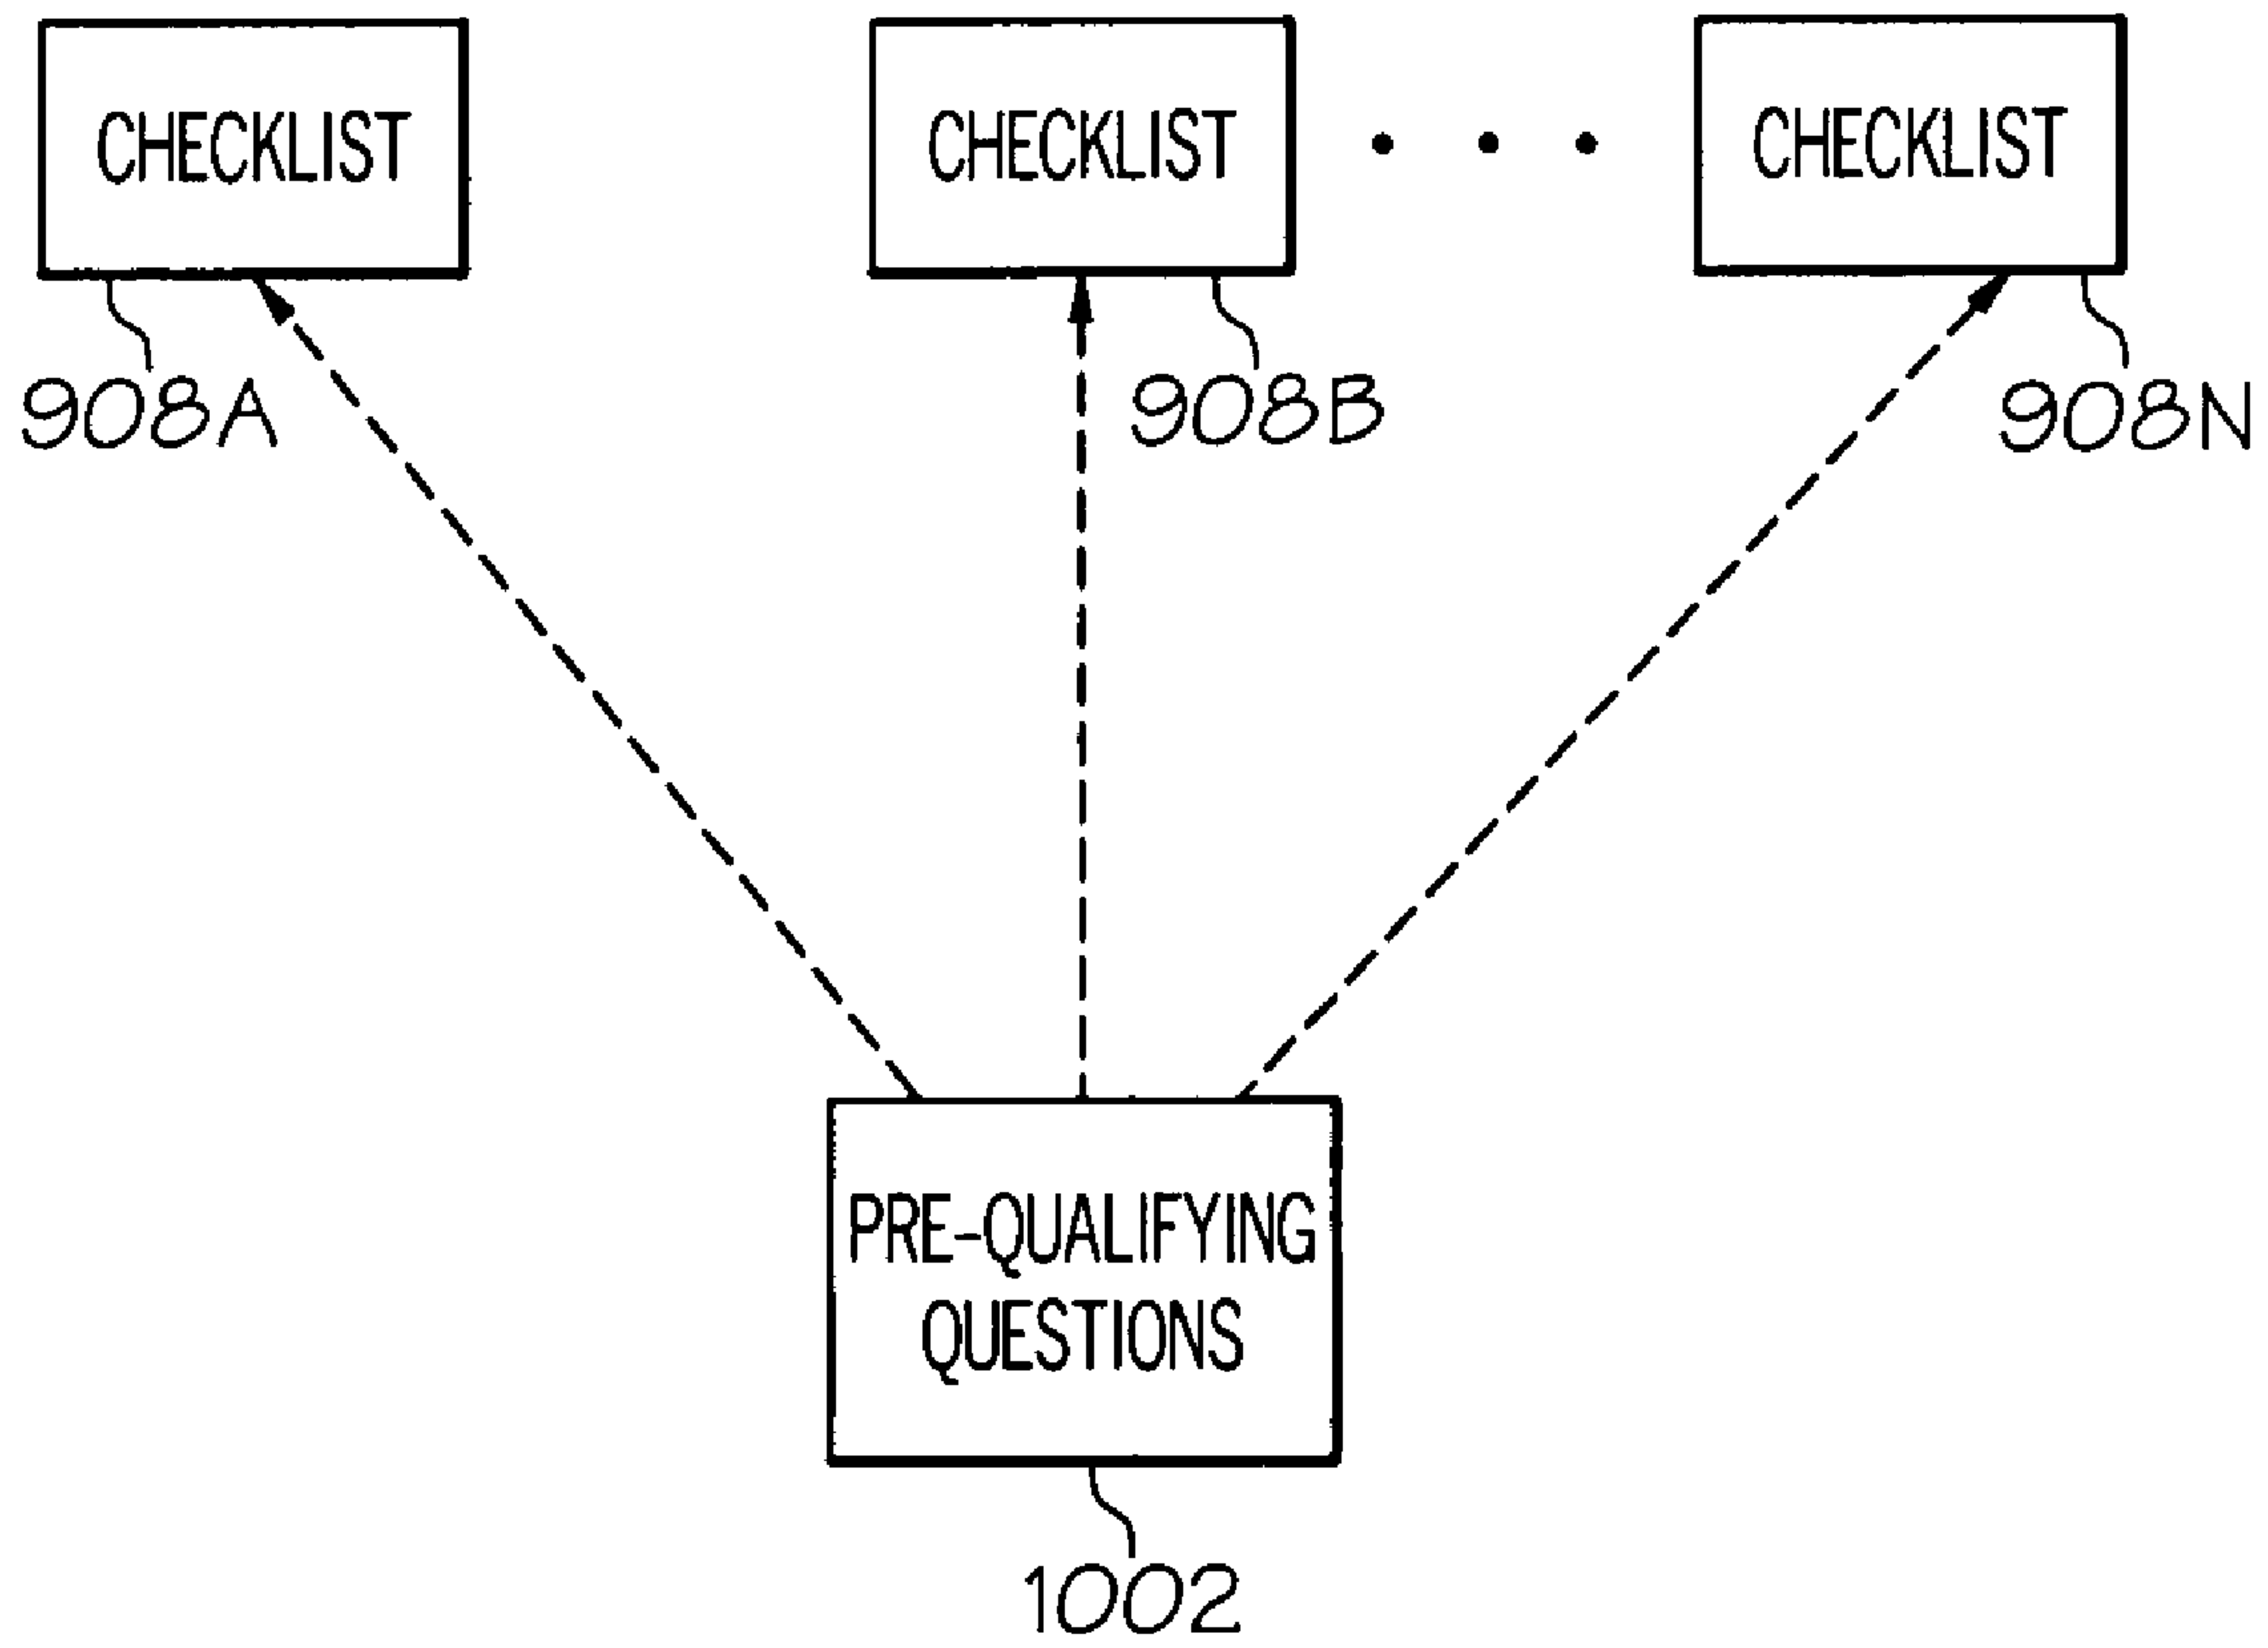 CHECKLIST
CHECKLIST
CHECKLIST
908A
908B
908N
PRE-QUALIFYING
QUESTIONS
1002